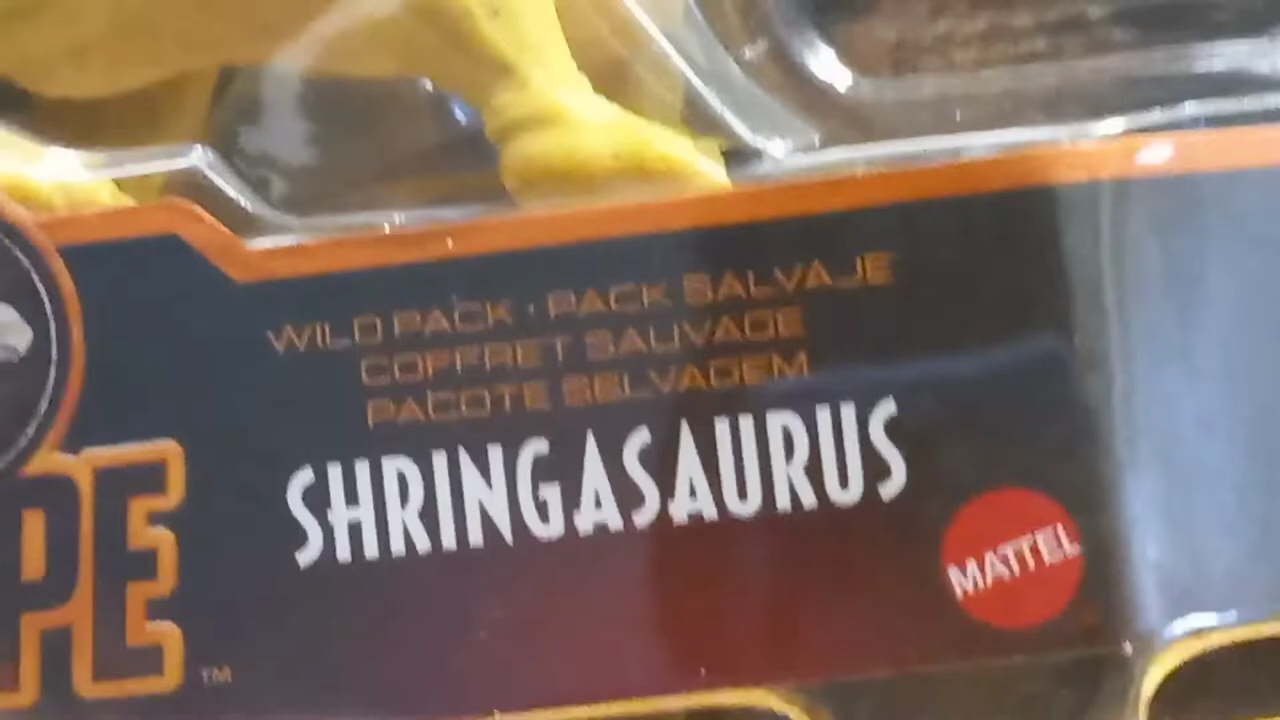 WILD PACK · PACK SALVAJE
COFFRET SAUVAGE
PACOTE SELVAGEM
SHRINGASAURUS
MATTEL
PE
TM